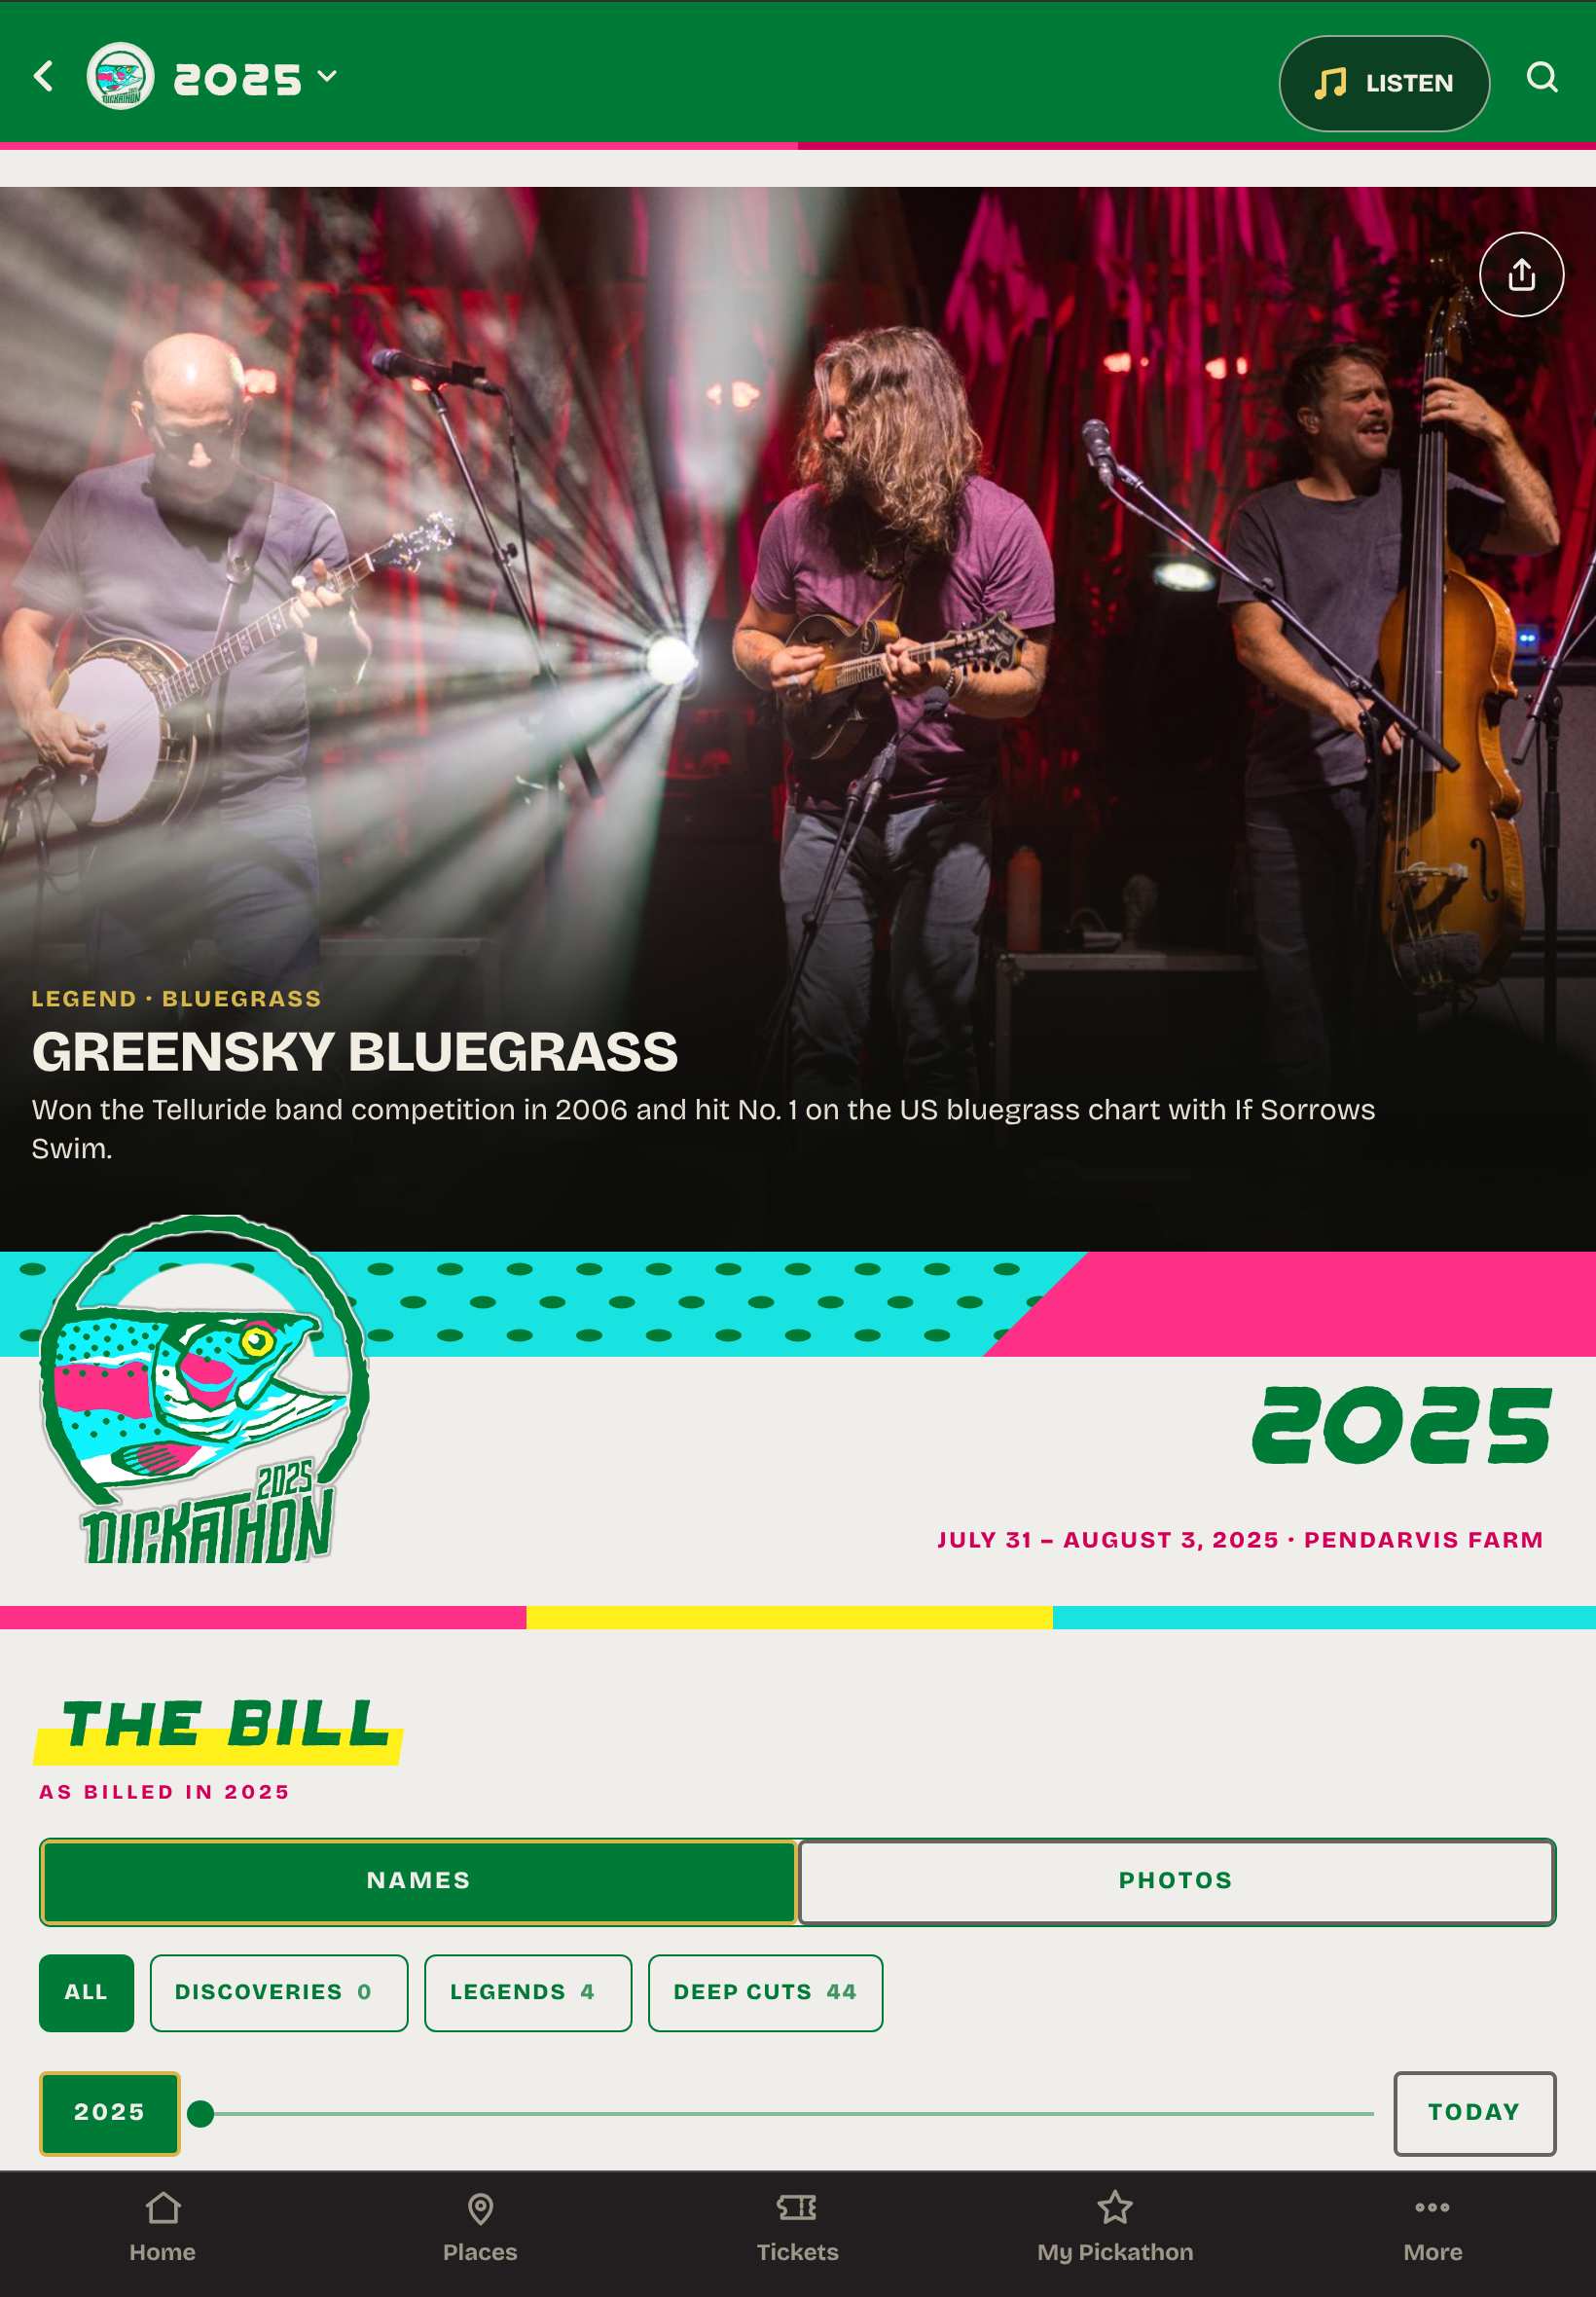 2025
LISTEN
LEGEND · BLUEGRASS
GREENSKY BLUEGRASS
Won the Telluride band competition in 2006 and hit No. 1 on the US bluegrass chart with If Sorrows
Swim.
2025
PICKATHON
2025
JULY 31 – AUGUST 3, 2025 · PENDARVIS FARM
THE BILL
AS BILLED IN 2025
NAMES
PHOTOS
ALL
DISCOVERIES 0
LEGENDS 4
DEEP CUTS 44
2025
TODAY
Home
Places
Tickets
My Pickathon
More